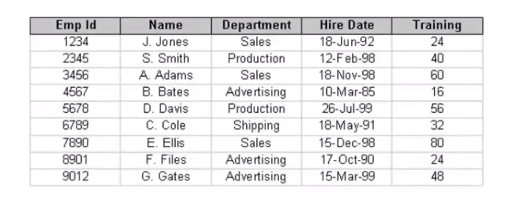 Emp Id Name Department Hire Date Training
1234 J. Jones Sales 18-Jun-92 24
2345 S. Smith Production 12-Feb-98 40
3456 A. Adams Sales 18-Nov-98 60
4567 B. Bates Advertising 10-Mar-85 16
5678 D. Davis Production 26-Jul-99 56
6789 C. Cole Shipping 18-May-91 32
7890 E. Ellis Sales 15-Dec-98 80
8901 F. Files Advertising 17-Oct-90 24
9012 G. Gates Advertising 15-Mar-99 48